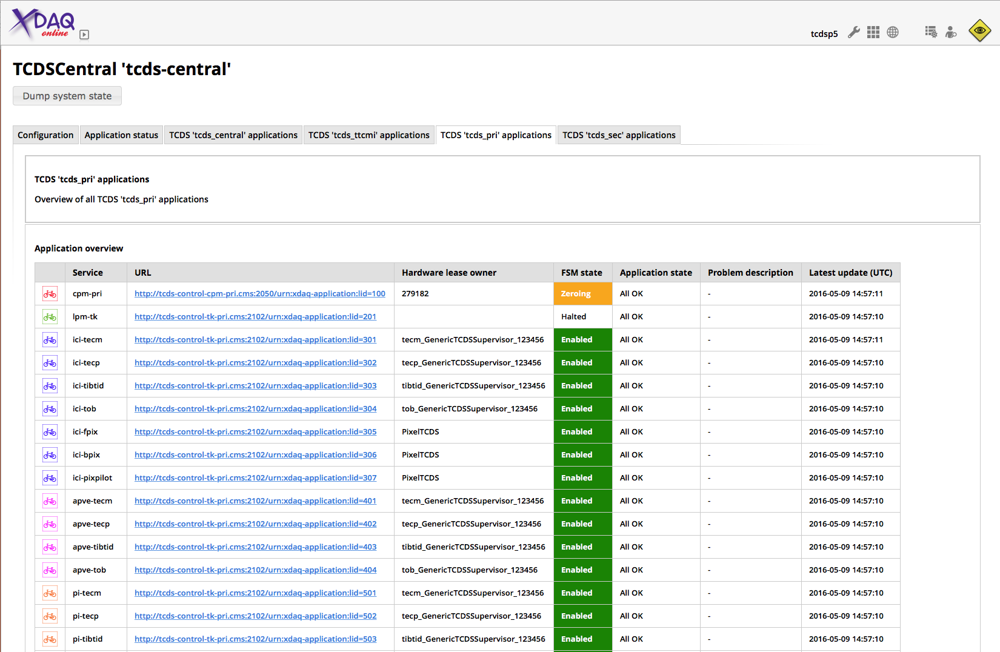 XDAQ
online
tcdsp5
TCDSCentral 'tcds-central'
Dump system state
Configuration Application status TCDS 'tcds_central' applications TCDS 'tcds_ttcmi' applications TCDS 'tcds_pri' applications TCDS 'tcds_sec' applications
TCDS 'tcds_pri' applications
Overview of all TCDS 'tcds_pri' applications
Application overview
Service URL Hardware lease owner FSM state Application state Problem description Latest update (UTC)
cpm-pri http://tcds-control-cpm-pri.cms:2050/urn:xdaq-application:lid=100 279182 Zeroing All OK - 2016-05-09 14:57:11
lpm-tk http://tcds-control-tk-pri.cms:2102/urn:xdaq-application:lid=201 Halted All OK - 2016-05-09 14:57:10
ici-tecm http://tcds-control-tk-pri.cms:2102/urn:xdaq-application:lid=301 tecm_GenericTCDSSupervisor_123456 Enabled All OK - 2016-05-09 14:57:11
ici-tecp http://tcds-control-tk-pri.cms:2102/urn:xdaq-application:lid=302 tecp_GenericTCDSSupervisor_123456 Enabled All OK - 2016-05-09 14:57:10
ici-tibtid http://tcds-control-tk-pri.cms:2102/urn:xdaq-application:lid=303 tibtid_GenericTCDSSupervisor_123456 Enabled All OK - 2016-05-09 14:57:10
ici-tob http://tcds-control-tk-pri.cms:2102/urn:xdaq-application:lid=304 tob_GenericTCDSSupervisor_123456 Enabled All OK - 2016-05-09 14:57:10
ici-fpix http://tcds-control-tk-pri.cms:2102/urn:xdaq-application:lid=305 PixelTCDS Enabled All OK - 2016-05-09 14:57:10
ici-bpix http://tcds-control-tk-pri.cms:2102/urn:xdaq-application:lid=306 PixelTCDS Enabled All OK - 2016-05-09 14:57:10
ici-pixpilot http://tcds-control-tk-pri.cms:2102/urn:xdaq-application:lid=307 PixelTCDS Enabled All OK - 2016-05-09 14:57:10
apve-tecm http://tcds-control-tk-pri.cms:2102/urn:xdaq-application:lid=401 tecm_GenericTCDSSupervisor_123456 Enabled All OK - 2016-05-09 14:57:10
apve-tecp http://tcds-control-tk-pri.cms:2102/urn:xdaq-application:lid=402 tecp_GenericTCDSSupervisor_123456 Enabled All OK - 2016-05-09 14:57:10
apve-tibtid http://tcds-control-tk-pri.cms:2102/urn:xdaq-application:lid=403 tibtid_GenericTCDSSupervisor_123456 Enabled All OK - 2016-05-09 14:57:10
apve-tob http://tcds-control-tk-pri.cms:2102/urn:xdaq-application:lid=404 tob_GenericTCDSSupervisor_123456 Enabled All OK - 2016-05-09 14:57:10
pi-tecm http://tcds-control-tk-pri.cms:2102/urn:xdaq-application:lid=501 tecm_GenericTCDSSupervisor_123456 Enabled All OK - 2016-05-09 14:57:10
pi-tecp http://tcds-control-tk-pri.cms:2102/urn:xdaq-application:lid=502 tecp_GenericTCDSSupervisor_123456 Enabled All OK - 2016-05-09 14:57:10
pi-tibtid http://tcds-control-tk-pri.cms:2102/urn:xdaq-application:lid=503 tibtid_GenericTCDSSupervisor_123456 Enabled All OK - 2016-05-09 14:57:10